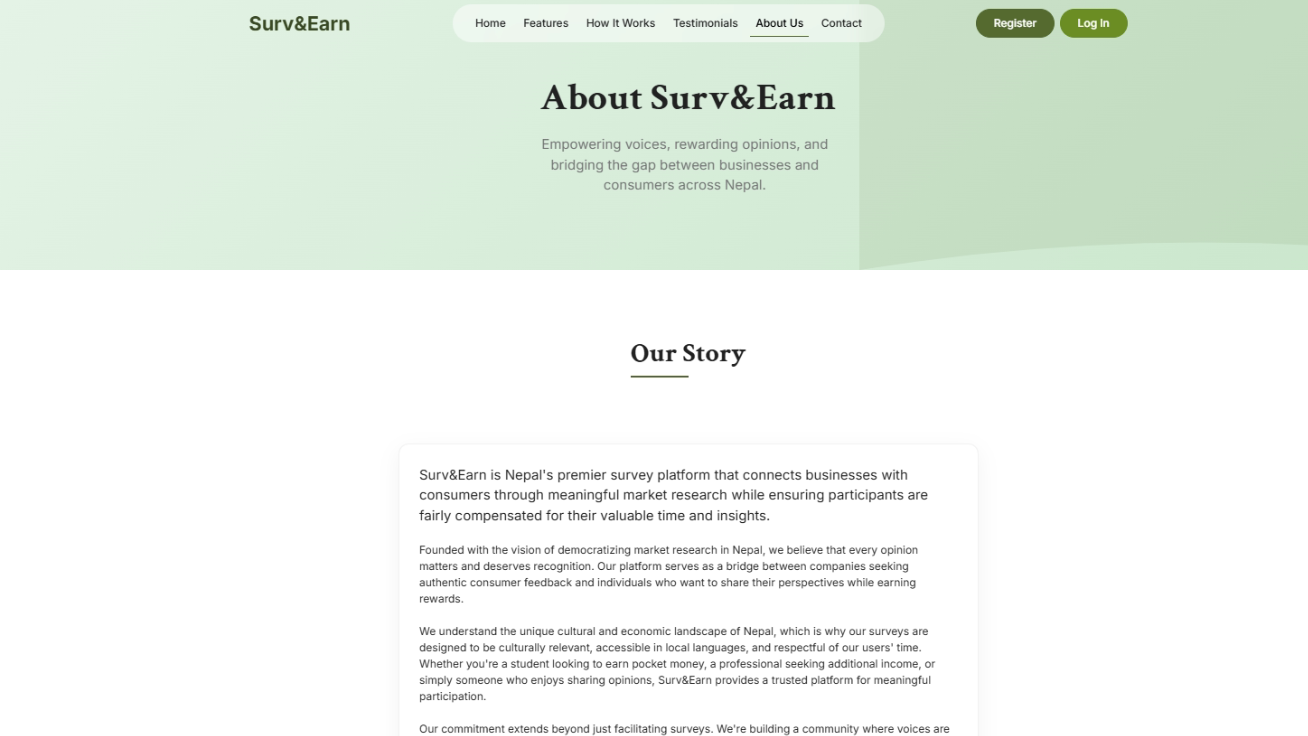 Surv&Earn
Home Features How It Works Testimonials About Us Contact
Register Log In
About Surv&Earn
Empowering voices, rewarding opinions, and
bridging the gap between businesses and
consumers across Nepal.
Our Story
Surv&Earn is Nepal's premier survey platform that connects businesses with
consumers through meaningful market research while ensuring participants are
fairly compensated for their valuable time and insights.
Founded with the vision of democratizing market research in Nepal, we believe that every opinion
matters and deserves recognition. Our platform serves as a bridge between companies seeking
authentic consumer feedback and individuals who want to share their perspectives while earning
rewards.
We understand the unique cultural and economic landscape of Nepal, which is why our surveys are
designed to be culturally relevant, accessible in local languages, and respectful of our users' time.
Whether you're a student looking to earn pocket money, a professional seeking additional income, or
simply someone who enjoys sharing opinions, Surv&Earn provides a trusted platform for meaningful
participation.
Our commitment extends beyond just facilitating surveys. We're building a community where voices are